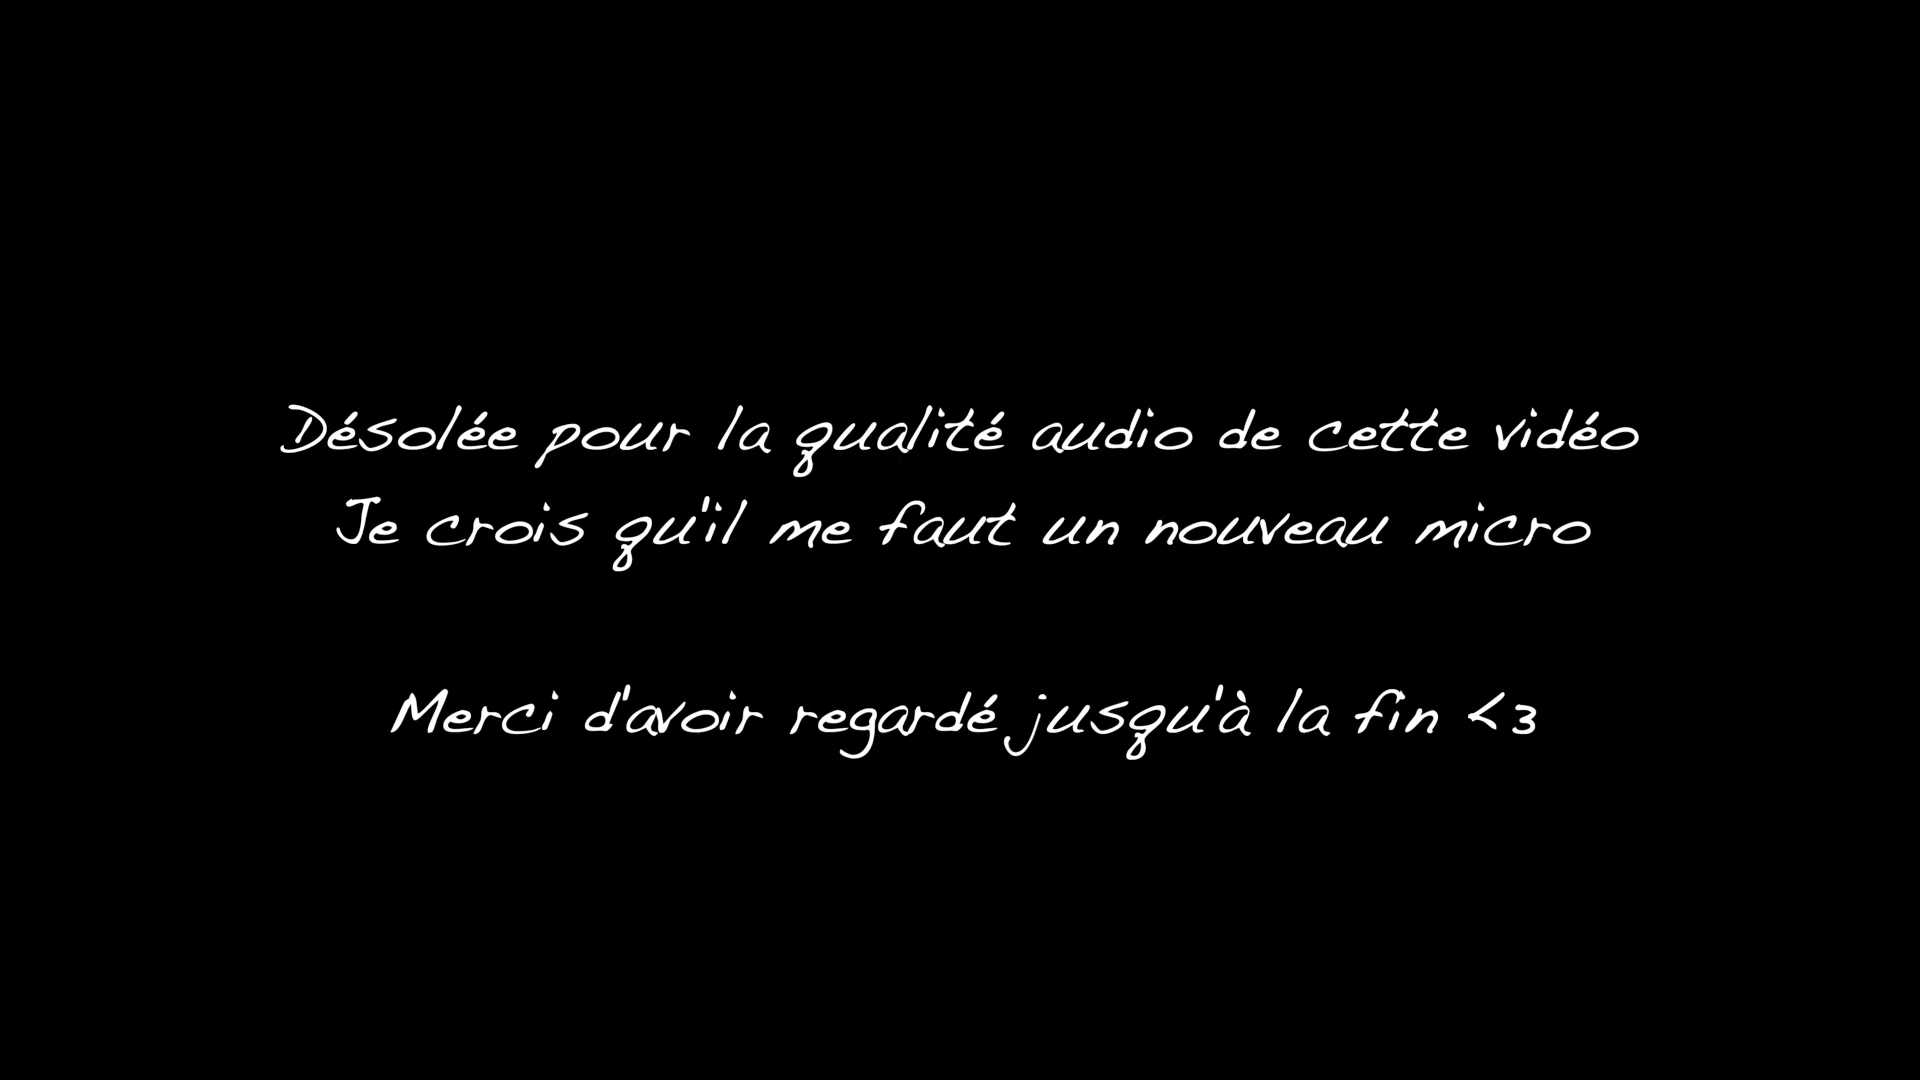 Désolée pour la qualité audio de cette vidéo
Je crois qu'il me faut un nouveau micro
Merci d'avoir regardé jusqu'à la fin <3